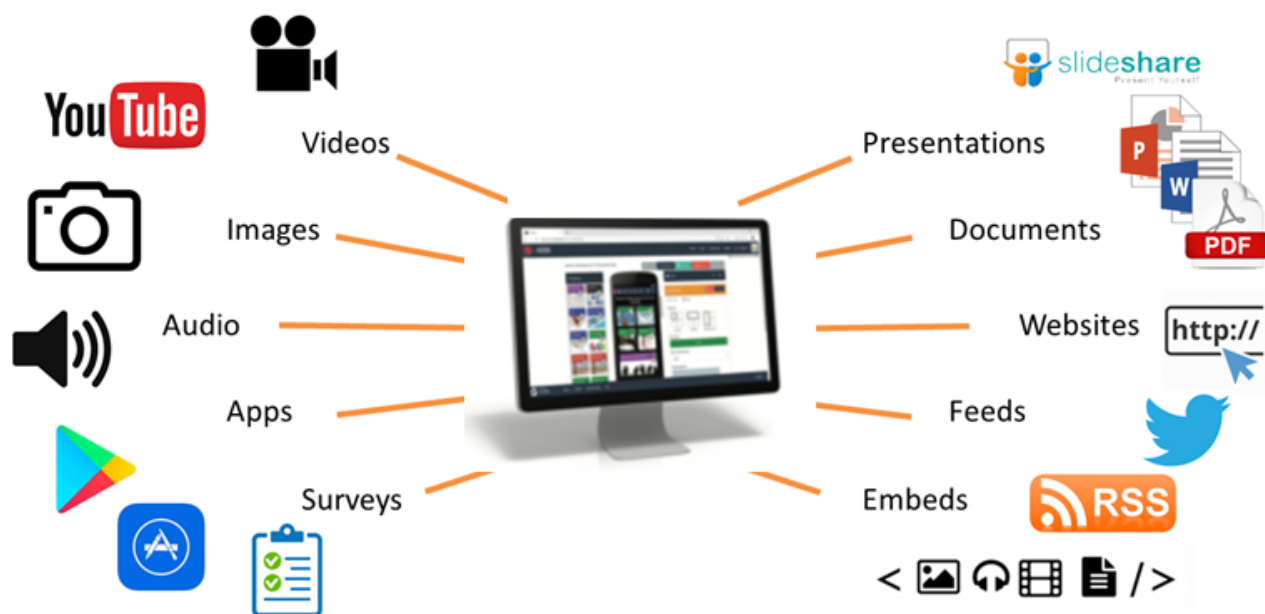 slideshare
Present Yourself
YouTube
Videos
Presentations
P
W
PDF
Images
Documents
Audio
Websites
http://
Apps
Feeds
Surveys
Embeds
RSS
< />